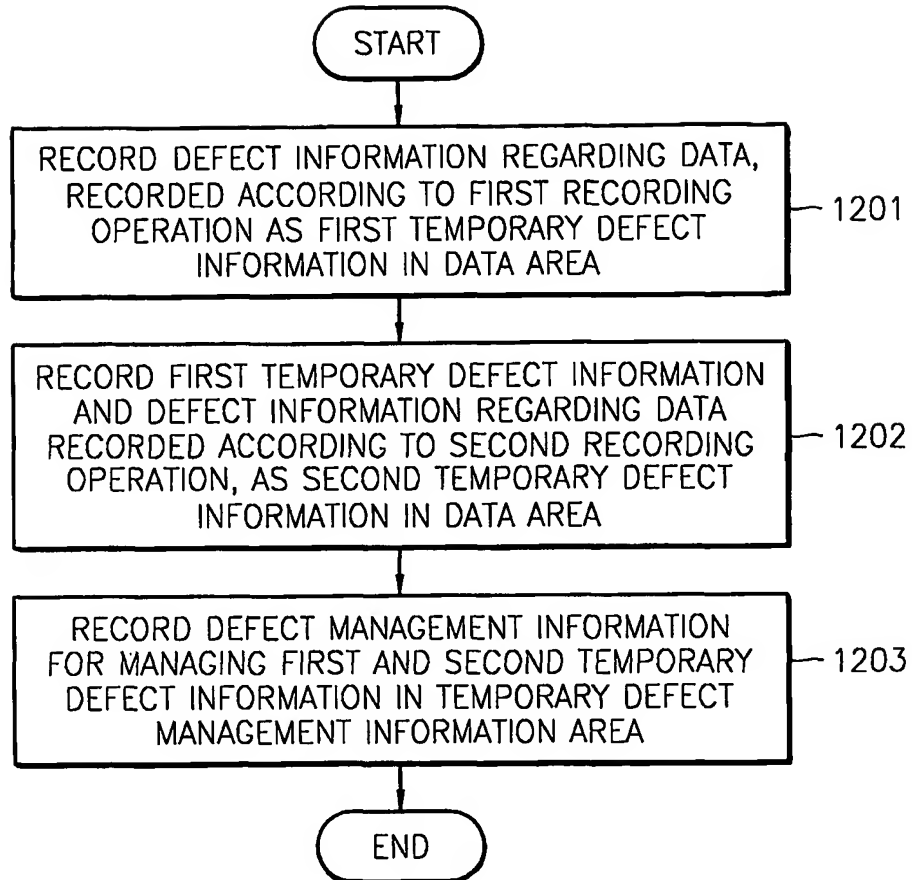 START
RECORD DEFECT INFORMATION REGARDING DATA,
RECORDED ACCORDING TO FIRST RECORDING
OPERATION AS FIRST TEMPORARY DEFECT
INFORMATION IN DATA AREA
1201
RECORD FIRST TEMPORARY DEFECT INFORMATION
AND DEFECT INFORMATION REGARDING DATA
RECORDED ACCORDING TO SECOND RECORDING
OPERATION, AS SECOND TEMPORARY DEFECT
INFORMATION IN DATA AREA
1202
RECORD DEFECT MANAGEMENT INFORMATION
FOR MANAGING FIRST AND SECOND TEMPORARY
DEFECT INFORMATION IN TEMPORARY DEFECT
MANAGEMENT INFORMATION AREA
1203
END